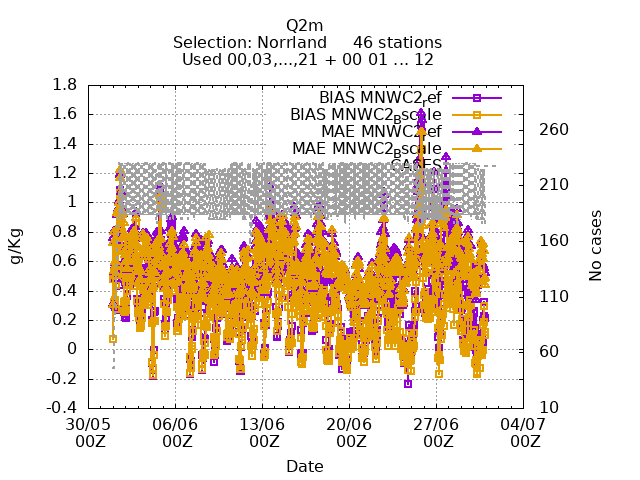 Q2m
Selection: Norrland     46 stations
Used 00,03,...,21 + 00 01 ... 12
BIAS MNWC2ref
BIAS MNWC2Bscale
MAE MNWC2ref
MAE MNWC2Bscale
CASES
g/Kg
1.8
1.6
1.4
1.2
1
0.8
0.6
0.4
0.2
0
-0.2
-0.4
No cases
260
210
160
110
60
10
30/05 06/06 13/06 20/06 27/06 04/07
00Z 00Z 00Z 00Z 00Z 00Z
Date